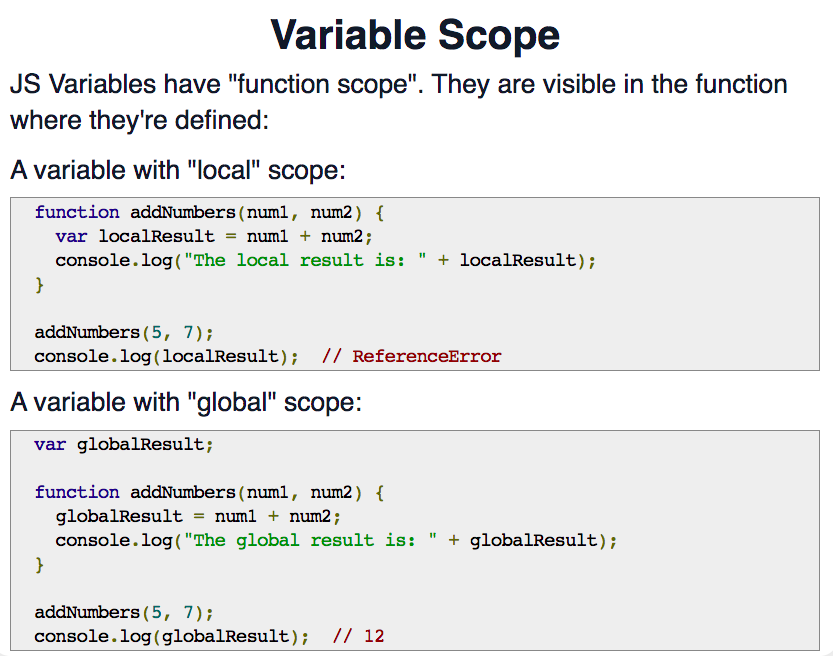 Variable Scope
JS Variables have "function scope". They are visible in the function
where they're defined:
A variable with "local" scope:
function addNumbers(num1, num2) {
  var localResult = num1 + num2;
  console.log("The local result is: " + localResult);
}
addNumbers(5, 7);
console.log(localResult);  // ReferenceError
A variable with "global" scope:
var globalResult;
function addNumbers(num1, num2) {
  globalResult = num1 + num2;
  console.log("The global result is: " + globalResult);
}
addNumbers(5, 7);
console.log(globalResult);  // 12